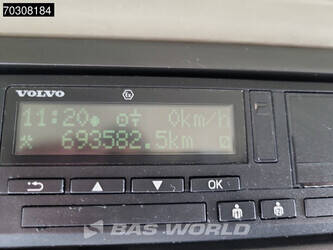 70308184
VOLVO
11:20 0km/h
693582.5km
OK
BAS WORLD